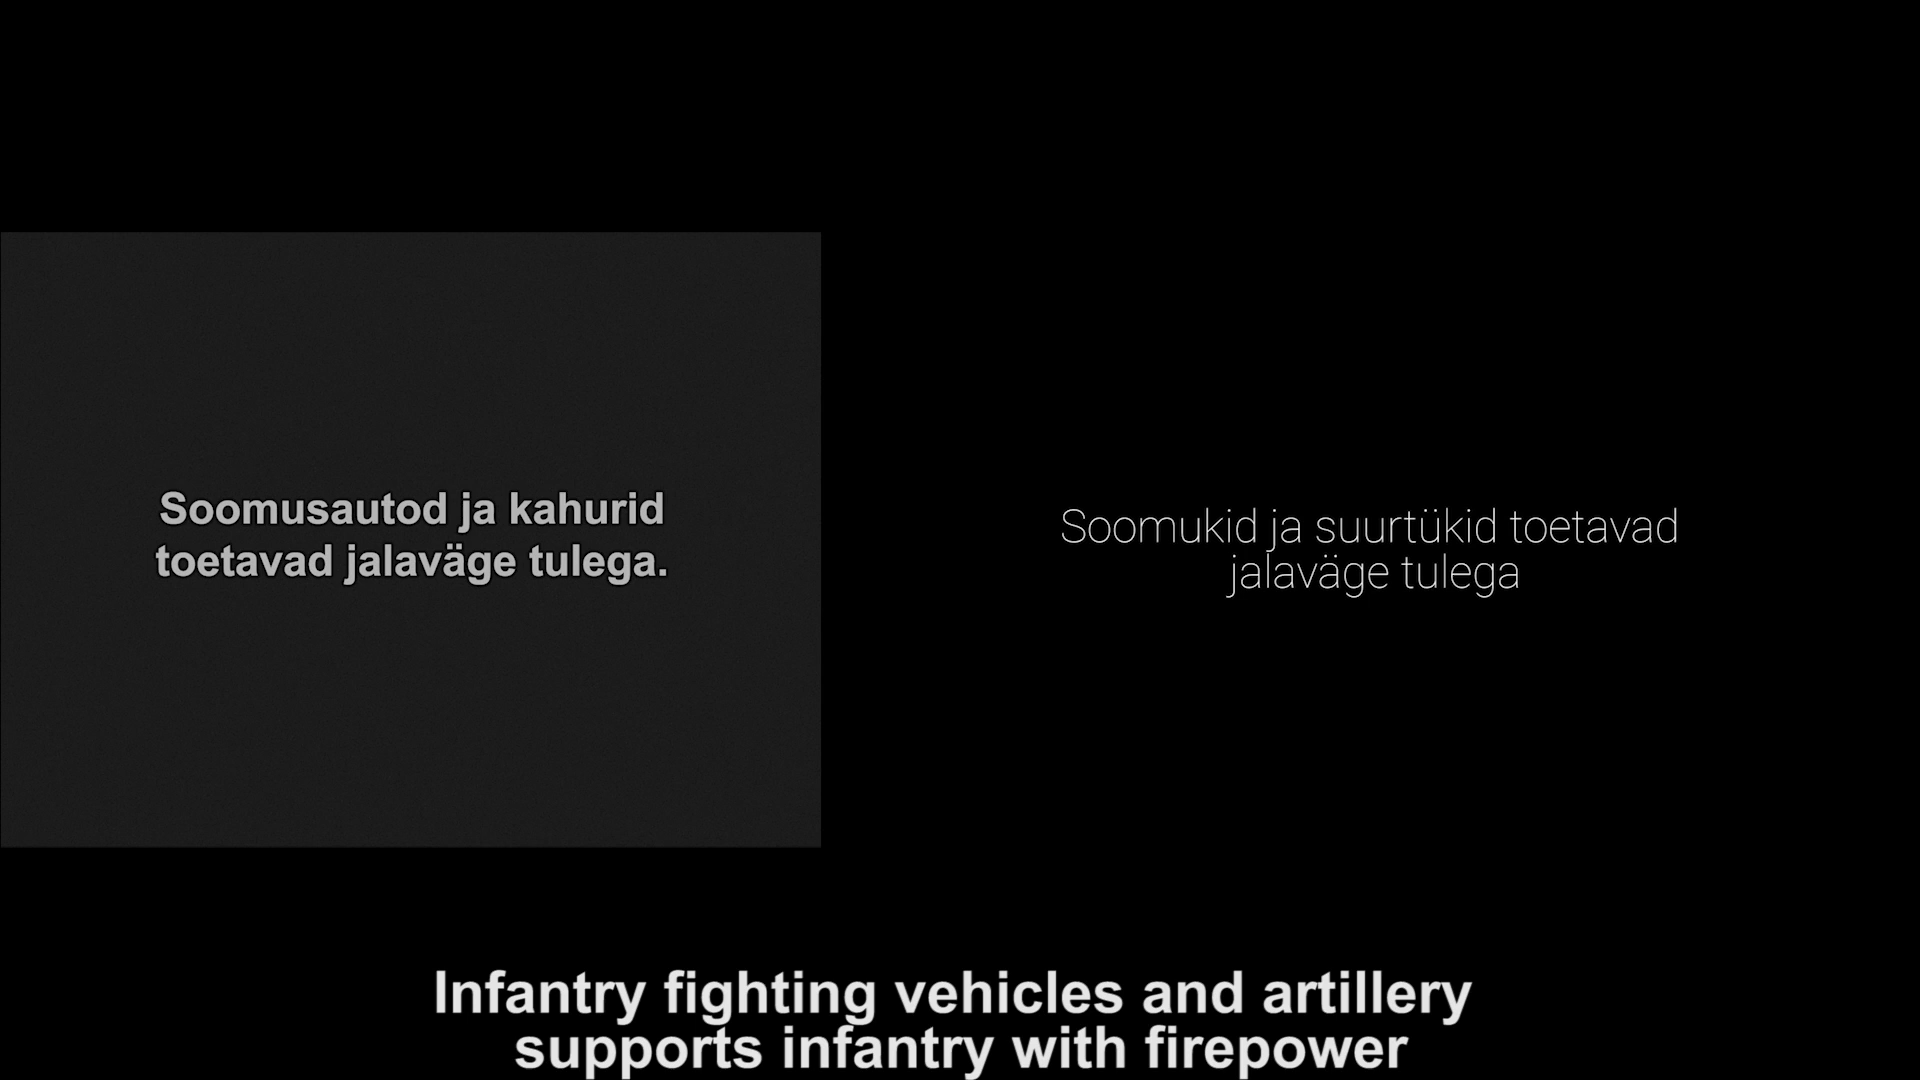 Soomusautod ja kahurid
toetavad jalaväge tulega.
Soomukid ja suurtükid toetavad
jalaväge tulega
Infantry fighting vehicles and artillery
supports infantry with firepower